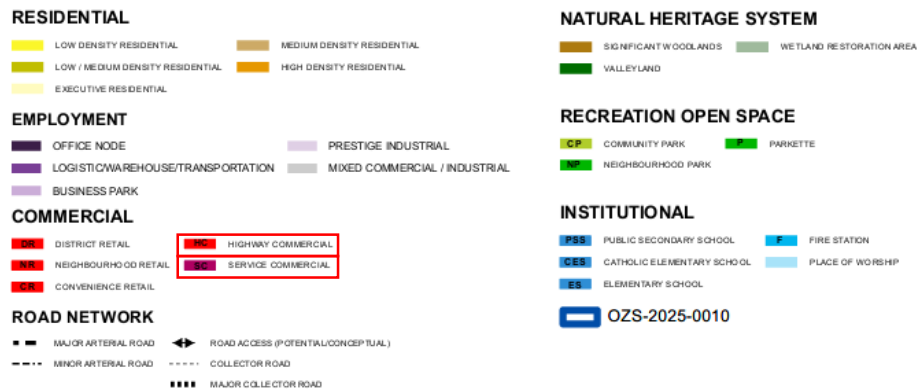 RESIDENTIAL
LOW DENSITY RESIDENTIAL
MEDIUM DENSITY RESIDENTIAL
LOW / MEDIUM DENSITY RESIDENTIAL
HIGH DENSITY RESIDENTIAL
EXECUTIVE RESIDENTIAL
EMPLOYMENT
OFFICE NODE
PRESTIGE INDUSTRIAL
LOGISTIC/WAREHOUSE/TRANSPORTATION
MIXED COMMERCIAL / INDUSTRIAL
BUSINESS PARK
COMMERCIAL
DR DISTRICT RETAIL
HC HIGHWAY COMMERCIAL
NR NEIGHBOURHOOD RETAIL
SC SERVICE COMMERCIAL
CR CONVENIENCE RETAIL
ROAD NETWORK
MAJOR ARTERIAL ROAD
ROAD ACCESS (POTENTIAL/CONCEPTUAL)
MINOR ARTERIAL ROAD
COLLECTOR ROAD
MAJOR COLLECTOR ROAD
NATURAL HERITAGE SYSTEM
SIGNIFICANT WOODLANDS
WETLAND RESTORATION AREA
VALLEYLAND
RECREATION OPEN SPACE
CP COMMUNITY PARK
P PARKETTE
NP NEIGHBOURHOOD PARK
INSTITUTIONAL
PSS PUBLIC SECONDARY SCHOOL
F FIRE STATION
CES CATHOLIC ELEMENTARY SCHOOL
PLACE OF WORSHIP
ES ELEMENTARY SCHOOL
OZS-2025-0010